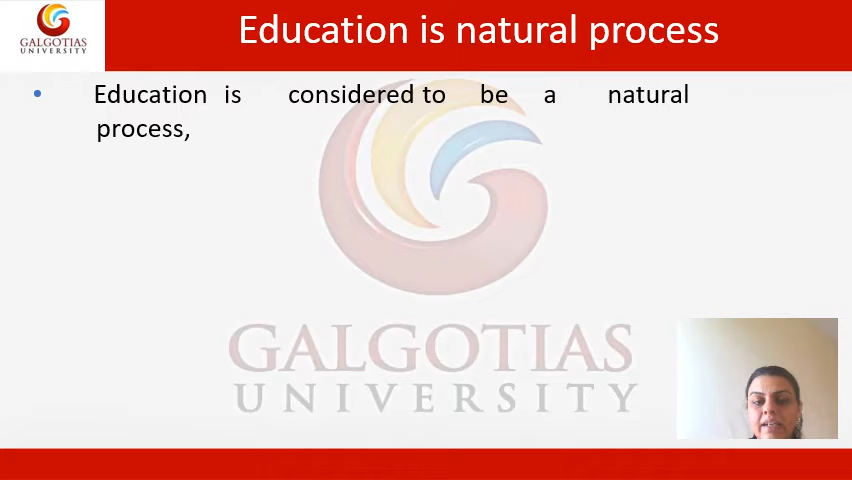 GALGOTIAS
UNIVERSITY
Education is natural process
• Education is considered to be a natural
process,
GALGOTIAS
UNIVERSITY